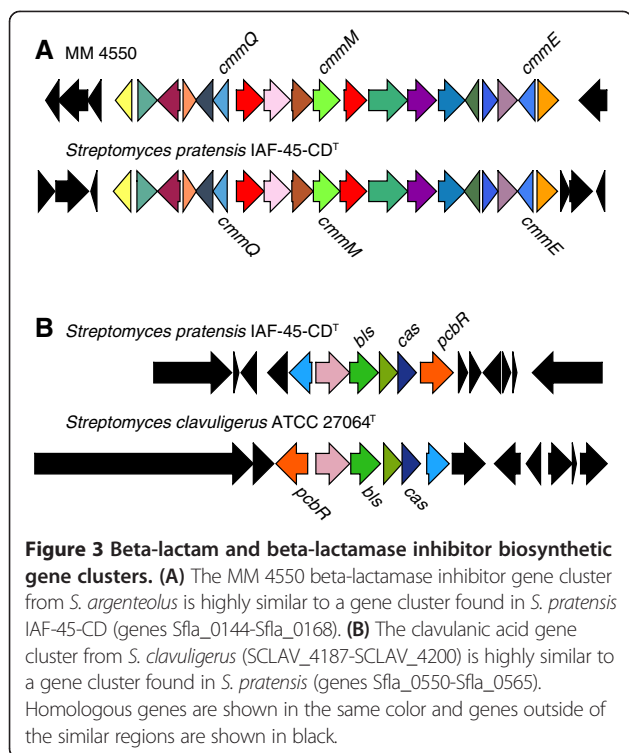 A MM 4550
cmmQ cmmM cmmE
Streptomyces pratensis IAF-45-CDᵀ
cmmQ cmmM cmmE
B Streptomyces pratensis IAF-45-CDᵀ
bls cas pcbR
Streptomyces clavuligerus ATCC 27064ᵀ
pcbR bls cas
Figure 3 Beta-lactam and beta-lactamase inhibitor biosynthetic
gene clusters. (A) The MM 4550 beta-lactamase inhibitor gene cluster
from S. argenteolus is highly similar to a gene cluster found in S. pratensis
IAF-45-CD (genes Sfla_0144-Sfla_0168). (B) The clavulanic acid gene
cluster from S. clavuligerus (SCLAV_4187-SCLAV_4200) is highly similar to
a gene cluster found in S. pratensis (genes Sfla_0550-Sfla_0565).
Homologous genes are shown in the same color and genes outside of
the similar regions are shown in black.